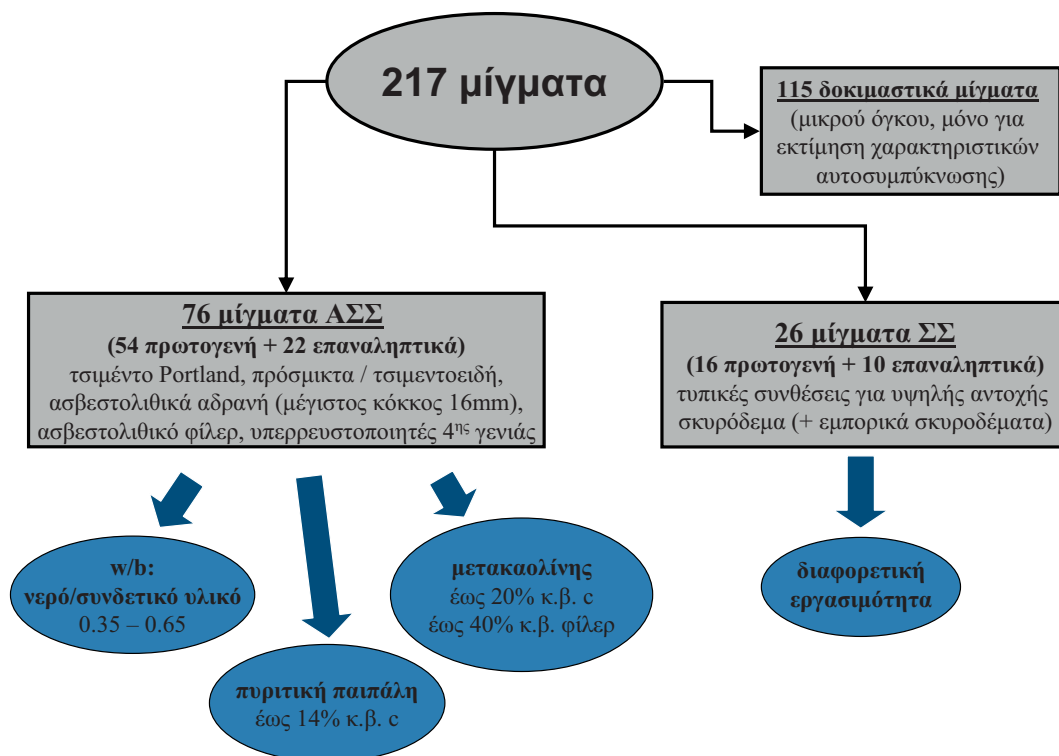 217 μίγματα
115 δοκιμαστικά μίγματα
(μικρού όγκου, μόνο για
εκτίμηση χαρακτηριστικών
αυτοσυμπύκνωσης)
76 μίγματα ΑΣΣ
(54 πρωτογενή + 22 επαναληπτικά)
τσιμέντο Portland, πρόσμικτα / τσιμεντοειδή,
ασβεστολιθικά αδρανή (μέγιστος κόκκος 16mm),
ασβεστολιθικό φίλερ, υπερρευστοποιητές 4ης γενιάς
26 μίγματα ΣΣ
(16 πρωτογενή + 10 επαναληπτικά)
τυπικές συνθέσεις για υψηλής αντοχής
σκυρόδεμα (+ εμπορικά σκυροδέματα)
w/b:
νερό/συνδετικό υλικό
0.35 – 0.65
πυριτική παιπάλη
έως 14% κ.β. c
μετακαολίνης
έως 20% κ.β. c
έως 40% κ.β. φίλερ
διαφορετική
εργασιμότητα